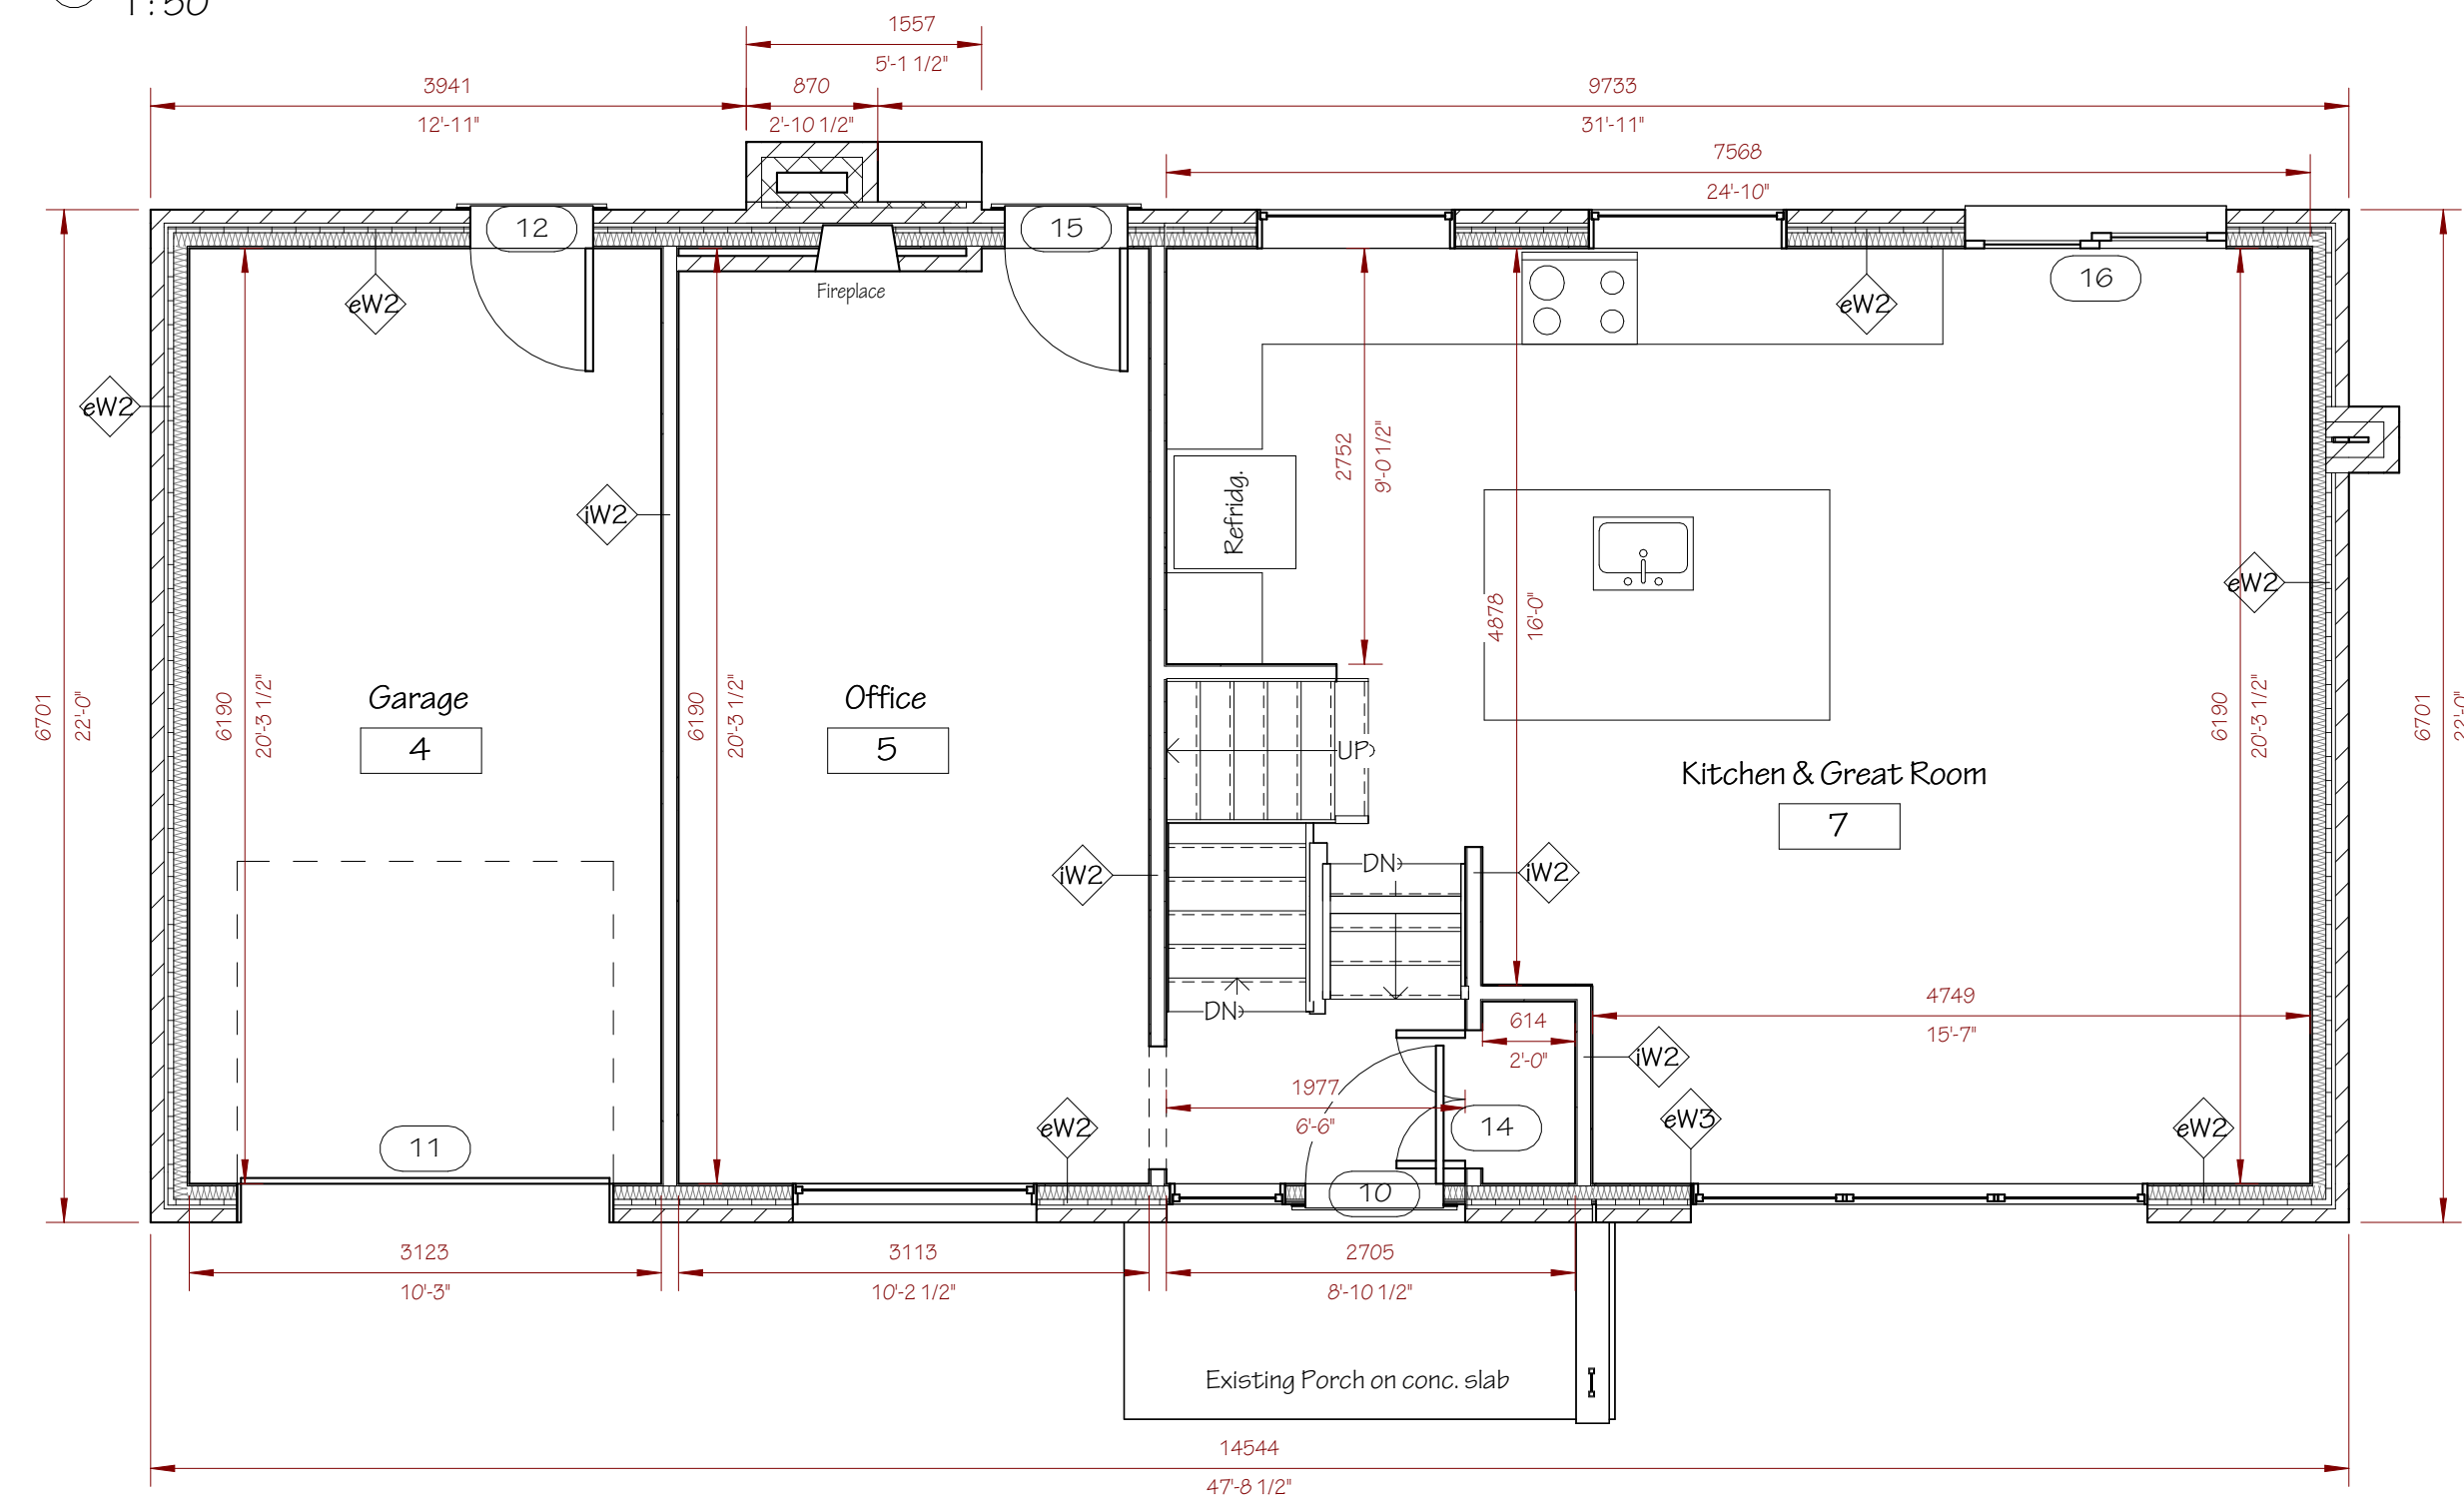 1 : 50
1557
5'-1 1/2"
3941
870
9733
12'-11"
2'-10 1/2"
31'-11"
7568
24'-10"
12
15
16
Fireplace
eW2
eW2
eW2
iW2
Refridg.
2752
9'-0 1/2"
4878
16'-0"
eW2
6701
22'-0"
6190
20'-3 1/2"
Garage
4
6190
20'-3 1/2"
Office
5
UP
Kitchen & Great Room
7
6190
20'-3 1/2"
6701
22'-0"
iW2
DN
iW2
DN
614
2'-0"
4749
15'-7"
iW2
1977
6'-6"
11
eW2
14
eW3
eW2
10
3123
10'-3"
3113
10'-2 1/2"
2705
8'-10 1/2"
Existing Porch on conc. slab
14544
47'-8 1/2"